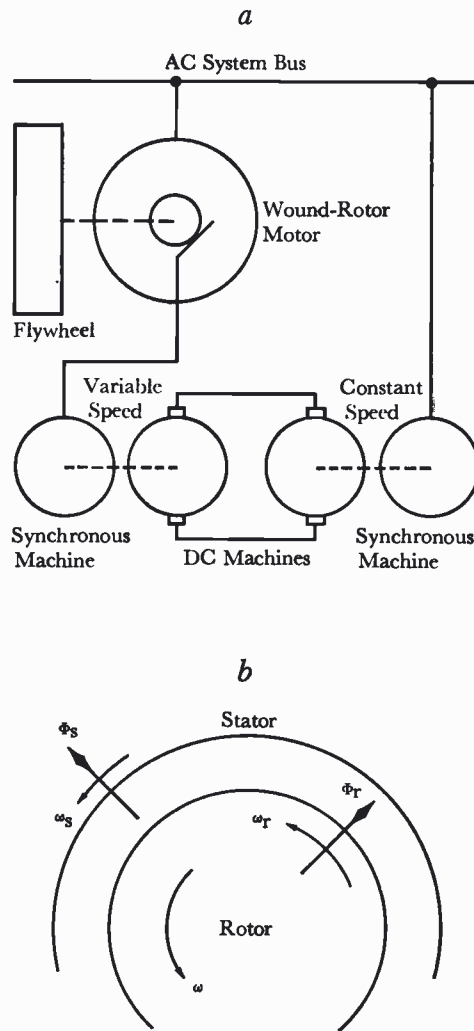 a
AC System Bus
Wound-Rotor
Motor
Flywheel
Variable
Speed
Constant
Speed
Synchronous
Machine
DC Machines
Synchronous
Machine
b
Stator
Φs
ωs
Φr
ωr
Rotor
ω